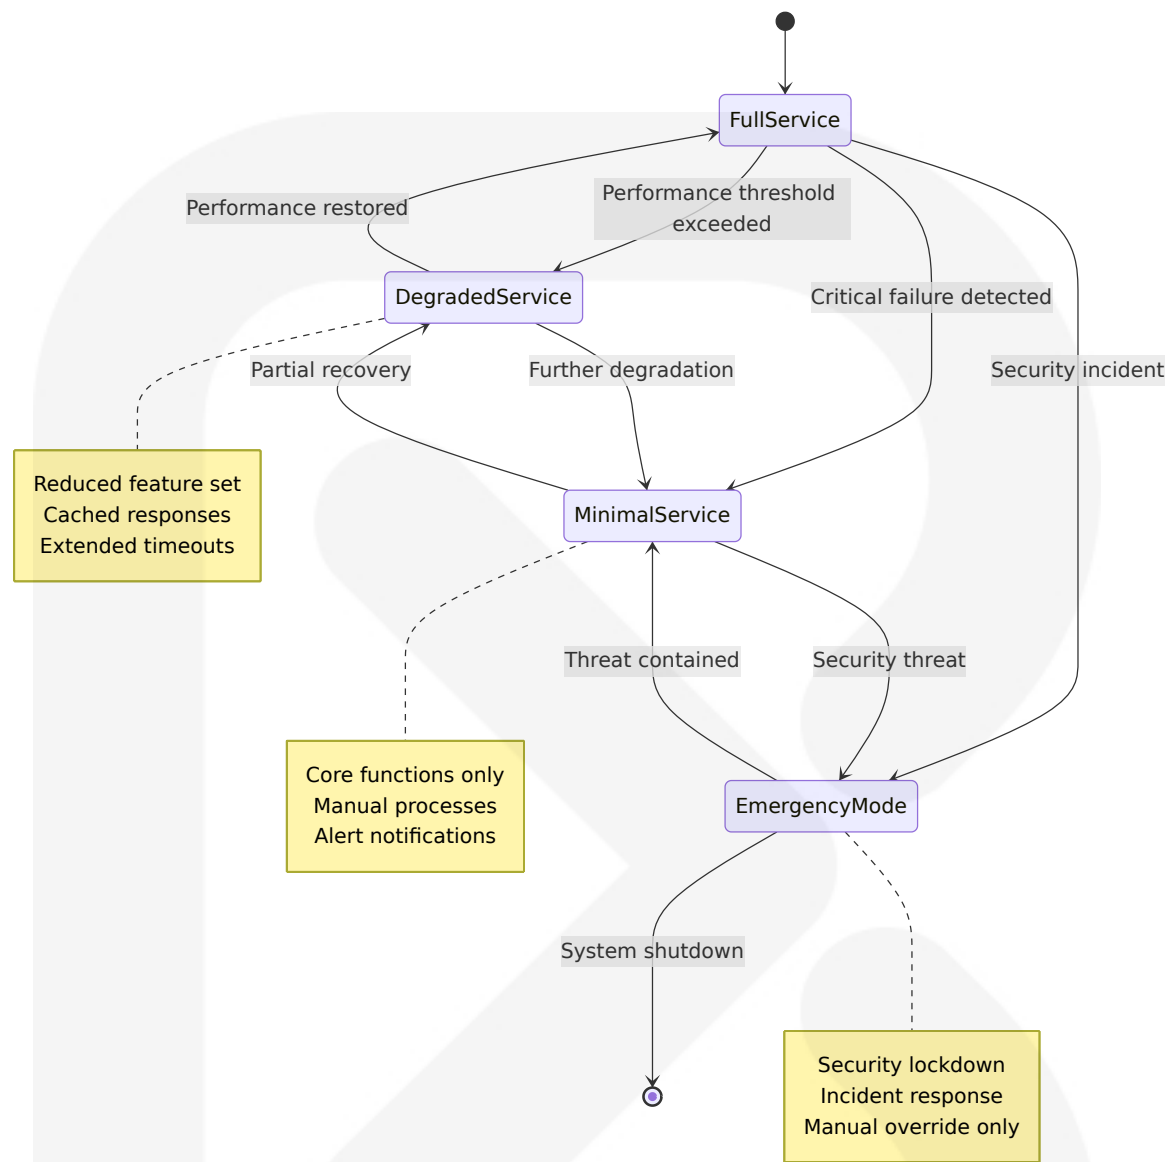 FullService
Performance restored
Performance threshold
exceeded
DegradedService
Critical failure detected
Partial recovery
Further degradation
Security incident
Reduced feature set
Cached responses
Extended timeouts
MinimalService
Threat contained
Security threat
Core functions only
Manual processes
Alert notifications
EmergencyMode
System shutdown
Security lockdown
Incident response
Manual override only